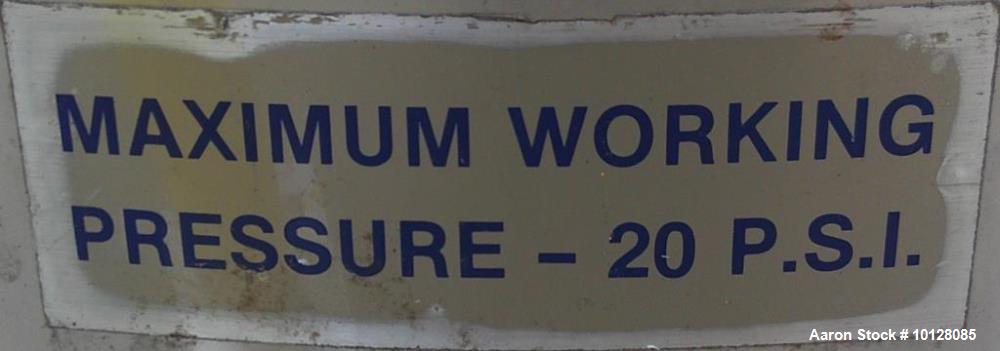 MAXIMUM WORKING
PRESSURE – 20 P.S.I.
Aaron Stock # 10128085